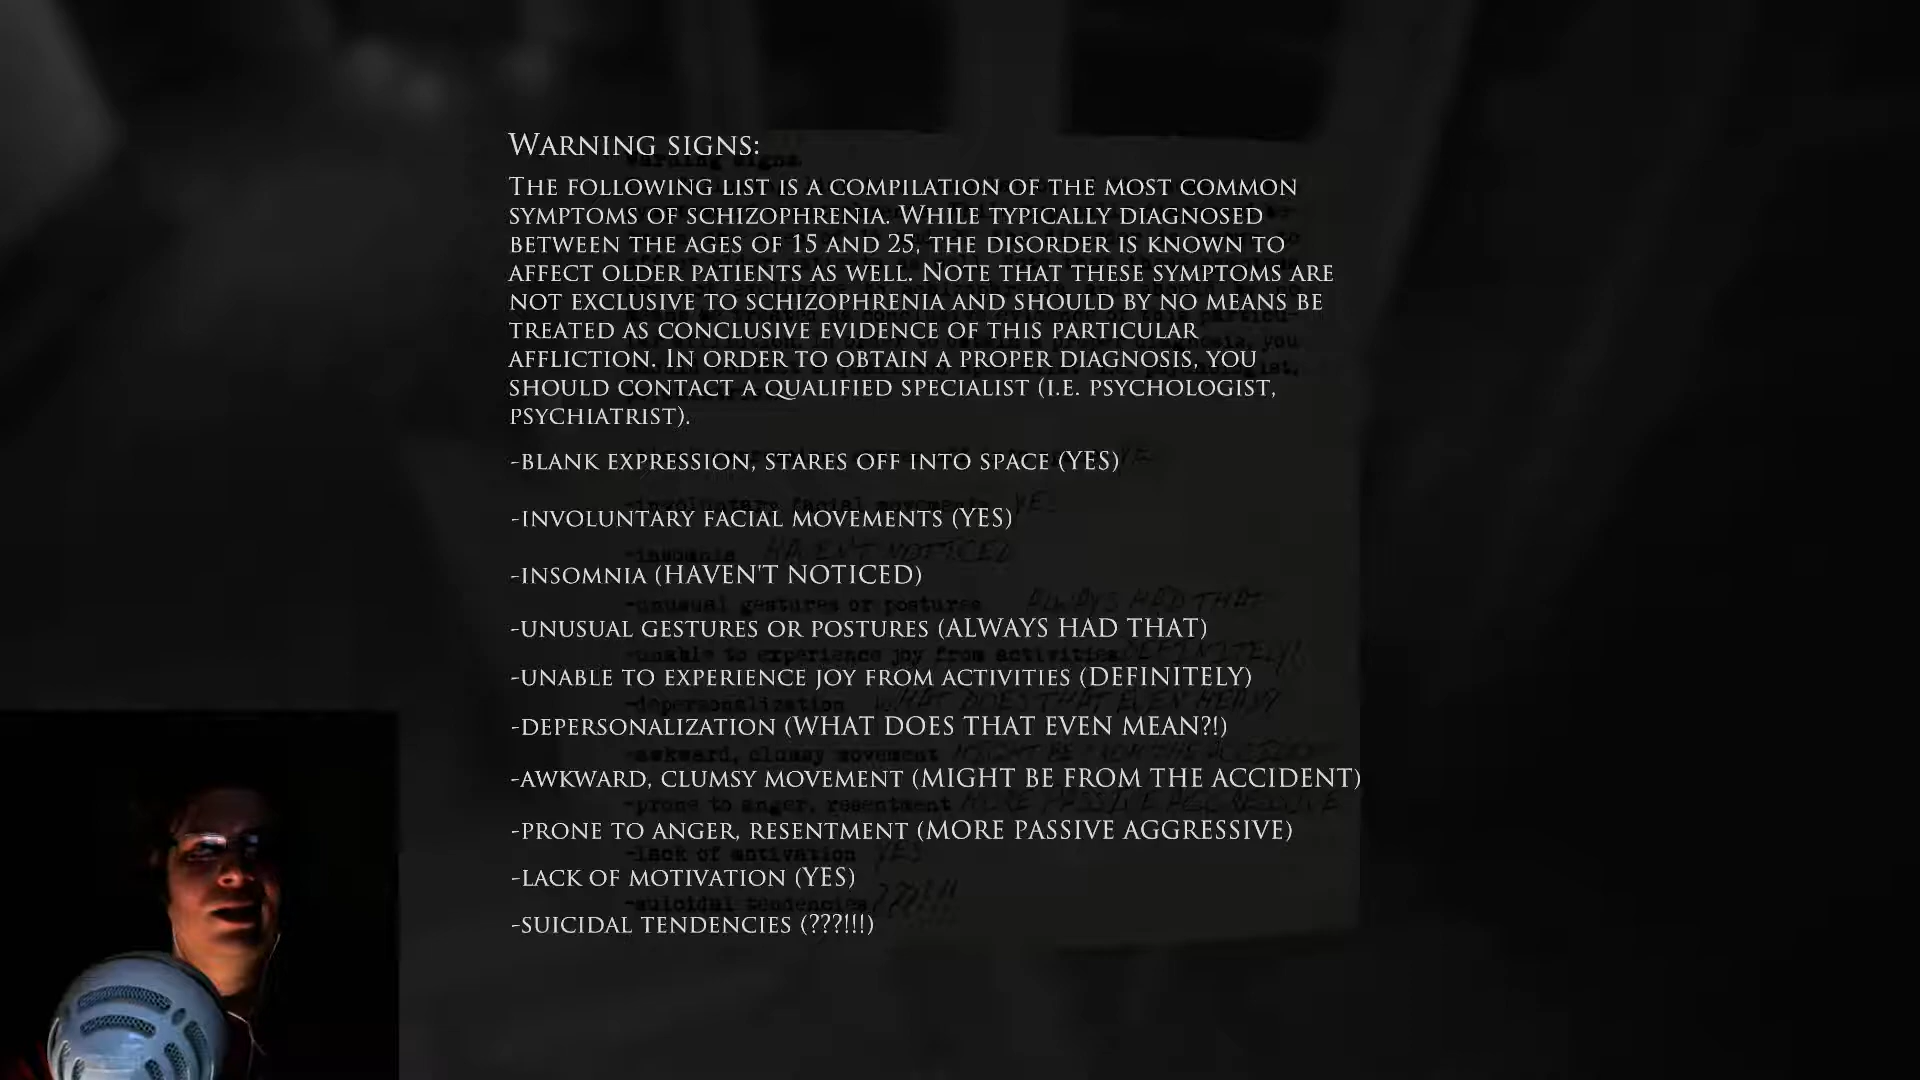 Warning signs:
The following list is a compilation of the most common
symptoms of schizophrenia. While typically diagnosed
between the ages of 15 and 25, the disorder is known to
affect older patients as well. Note that these symptoms are
not exclusive to schizophrenia and should by no means be
treated as conclusive evidence of this particular
affliction. In order to obtain a proper diagnosis, you
should contact a qualified specialist (i.e. psychologist,
psychiatrist).
-blank expression, stares off into space (YES)
-involuntary facial movements (YES)
-insomnia (HAVEN'T NOTICED)
-unusual gestures or postures (ALWAYS HAD THAT)
-unable to experience joy from activities (DEFINITELY)
-depersonalization (WHAT DOES THAT EVEN MEAN?!)
-awkward, clumsy movement (MIGHT BE FROM THE ACCIDENT)
-prone to anger, resentment (MORE PASSIVE AGGRESSIVE)
-lack of motivation (YES)
-suicidal tendencies (???!!!)